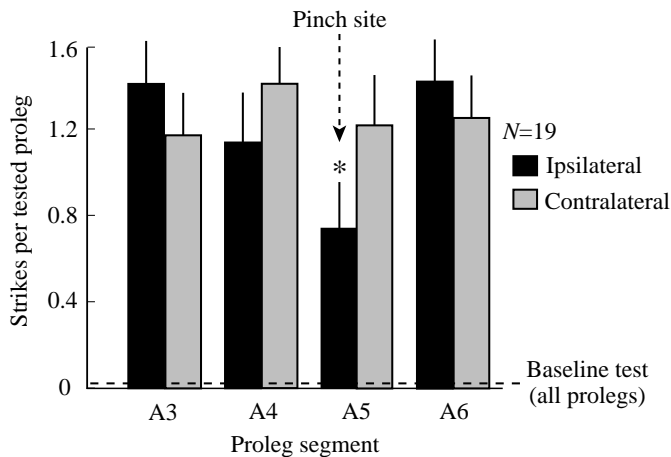 Pinch site
1.6
1.2
0.8
0.4
0
Strikes per tested proleg
*
N=19
Ipsilateral
Contralateral
Baseline test
(all prolegs)
A3 A4 A5 A6
Proleg segment